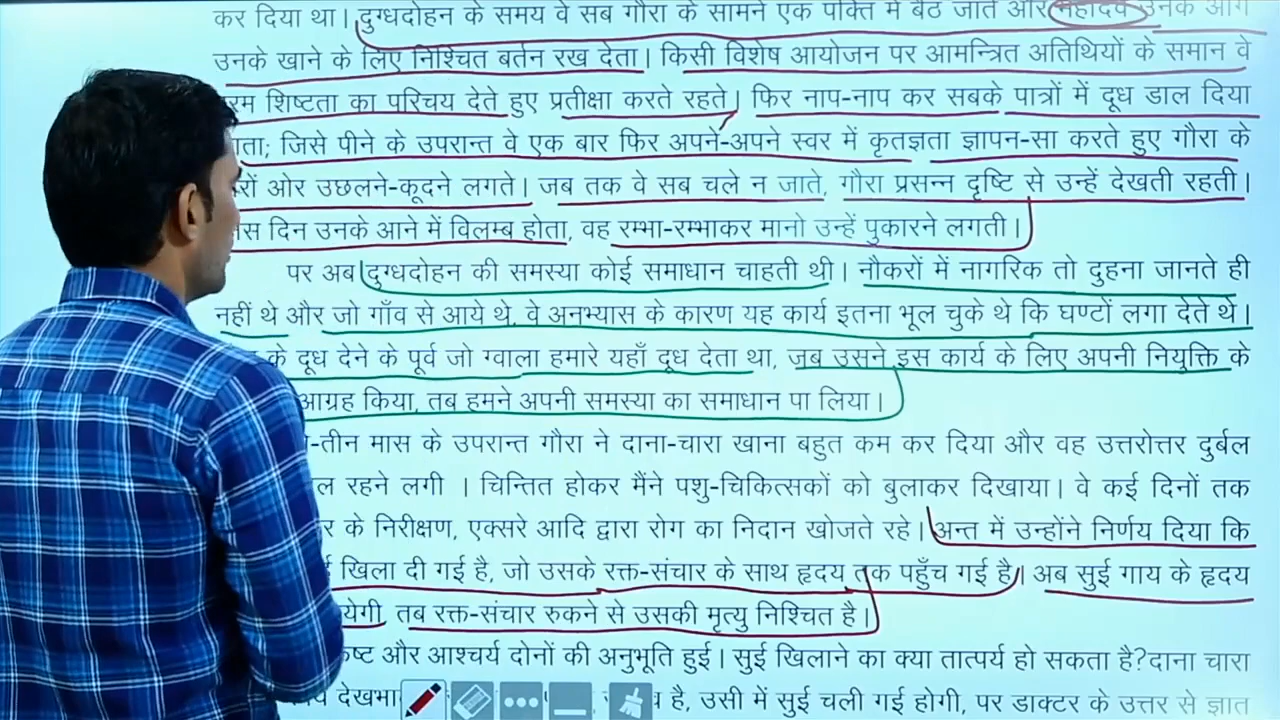 कर दिया था। दुग्धदोहन के समय वे सब गौरा के सामने एक पंक्ति में बैठ जाते और महादेव उनके आगे
उनके खाने के लिए निश्चित बर्तन रख देता। किसी विशेष आयोजन पर आमन्त्रित अतिथियों के समान वे
शिष्टता का परिचय देते हुए प्रतीक्षा करते रहते। फिर नाप-नाप कर सबके पात्रों में दूध डाल दिया
जिसे पीने के उपरान्त वे एक बार फिर अपने-अपने स्वर में कृतज्ञता ज्ञापन-सा करते हुए गौरा के
ओर उछलने-कूदने लगते। जब तक वे सब चले न जाते, गौरा प्रसन्न दृष्टि से उन्हें देखती रहती।
दिन उनके आने में विलम्ब होता, वह रम्भा-रम्भाकर मानो उन्हें पुकारने लगती।
पर अब दुग्धदोहन की समस्या कोई समाधान चाहती थी। नौकरों में नागरिक तो दुहना जानते ही
नहीं थे और जो गाँव से आये थे, वे अनभ्यास के कारण यह कार्य इतना भूल चुके थे कि घण्टों लगा देते थे।
के दूध देने के पूर्व जो ग्वाला हमारे यहाँ दूध देता था, जब उसने इस कार्य के लिए अपनी नियुक्ति के
आग्रह किया, तब हमने अपनी समस्या का समाधान पा लिया।
-तीन मास के उपरान्त गौरा ने दाना-चारा खाना बहुत कम कर दिया और वह उत्तरोत्तर दुर्बल
रहने लगी । चिन्तित होकर मैंने पशु-चिकित्सकों को बुलाकर दिखाया। वे कई दिनों तक
के निरीक्षण, एक्सरे आदि द्वारा रोग का निदान खोजते रहे। अन्त में उन्होंने निर्णय दिया कि
खिला दी गई है, जो उसके रक्त-संचार के साथ हृदय तक पहुँच गई है। अब सुई गाय के हृदय
तब रक्त-संचार रुकने से उसकी मृत्यु निश्चित है।
और आश्चर्य दोनों की अनुभूति हुई। सुई खिलाने का क्या तात्पर्य हो सकता है?दाना चारा
है, उसी में सुई चली गई होगी, पर डाक्टर के उत्तर से ज्ञात